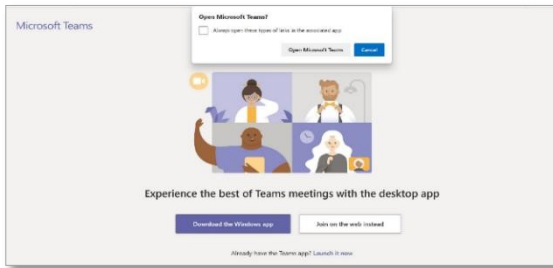 Microsoft Teams
Open Microsoft Teams?
Always open these types of links in the associated app
Open Microsoft Teams
Cancel
Experience the best of Teams meetings with the desktop app
Download the Windows app
Join on the web instead
Already have the Teams app? Launch it now